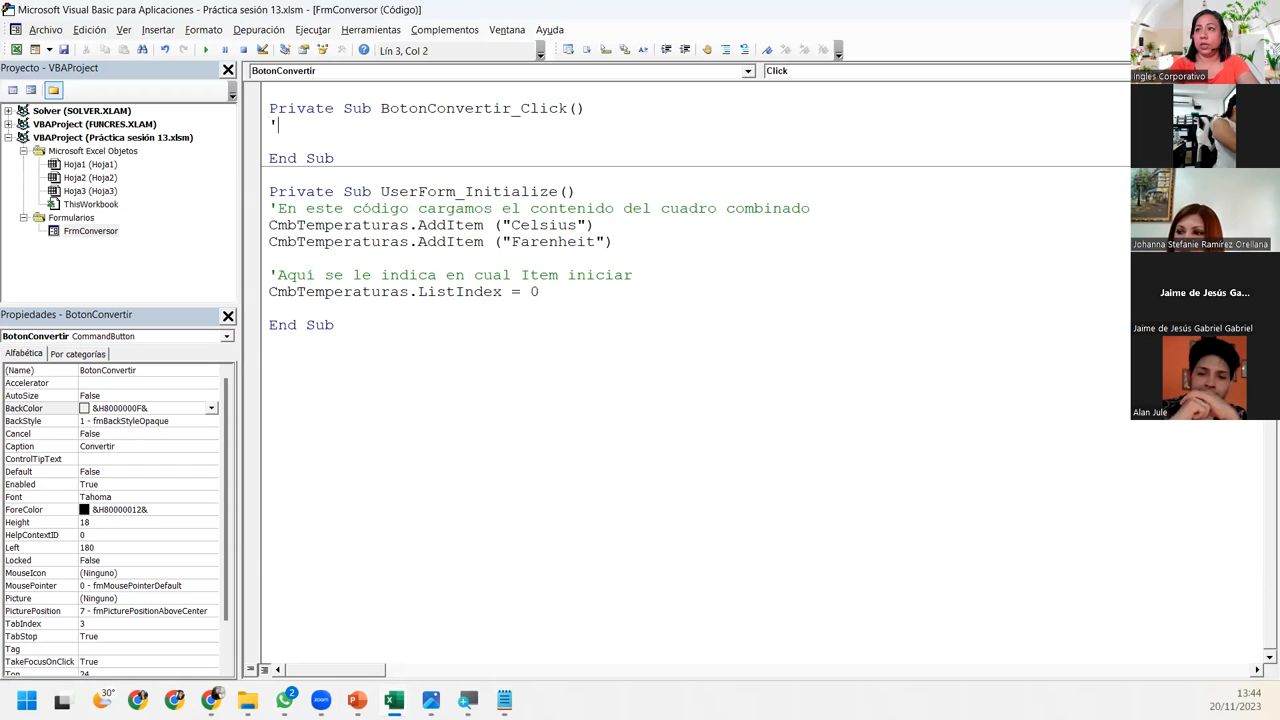 Microsoft Visual Basic para Aplicaciones - Práctica sesión 13.xlsm - [FrmConversor (Código)]
Archivo Edición Ver Insertar Formato Depuración Ejecutar Herramientas Complementos Ventana Ayuda
Lín 3, Col 2
Proyecto - VBAProject
Solver (SOLVER.XLAM)
VBAProject (FUNCRES.XLAM)
VBAProject (Práctica sesión 13.xlsm)
Microsoft Excel Objetos
Hoja1 (Hoja1)
Hoja2 (Hoja2)
Hoja3 (Hoja3)
ThisWorkbook
Formularios
FrmConversor
Propiedades - BotonConvertir
BotonConvertir CommandButton
Alfabética Por categorías
(Name) BotonConvertir
Accelerator
AutoSize False
BackColor &H8000000F&
BackStyle 1 - fmBackStyleOpaque
Cancel False
Caption Convertir
ControlTipText
Default False
Enabled True
Font Tahoma
ForeColor &H80000012&
Height 18
HelpContextID 0
Left 180
Locked False
MouseIcon (Ninguno)
MousePointer 0 - fmMousePointerDefault
Picture (Ninguno)
PicturePosition 7 - fmPicturePositionAboveCenter
TabIndex 3
TabStop True
Tag
TakeFocusOnClick True
BotonConvertir Click
Private Sub BotonConvertir_Click()
'
End Sub
Private Sub UserForm_Initialize()
'En este código cargamos el contenido del cuadro combinado
CmbTemperaturas.AddItem ("Celsius")
CmbTemperaturas.AddItem ("Farenheit")
'Aquí se le indica en cual Item iniciar
CmbTemperaturas.ListIndex = 0
End Sub
Ingles Corporativo
Johanna Stefanie Ramírez Orellana
Jaime de Jesús Ga...
Jaime de Jesús Gabriel Gabriel
Alan Jule
30°
2
zoom
13:44
20/11/2023